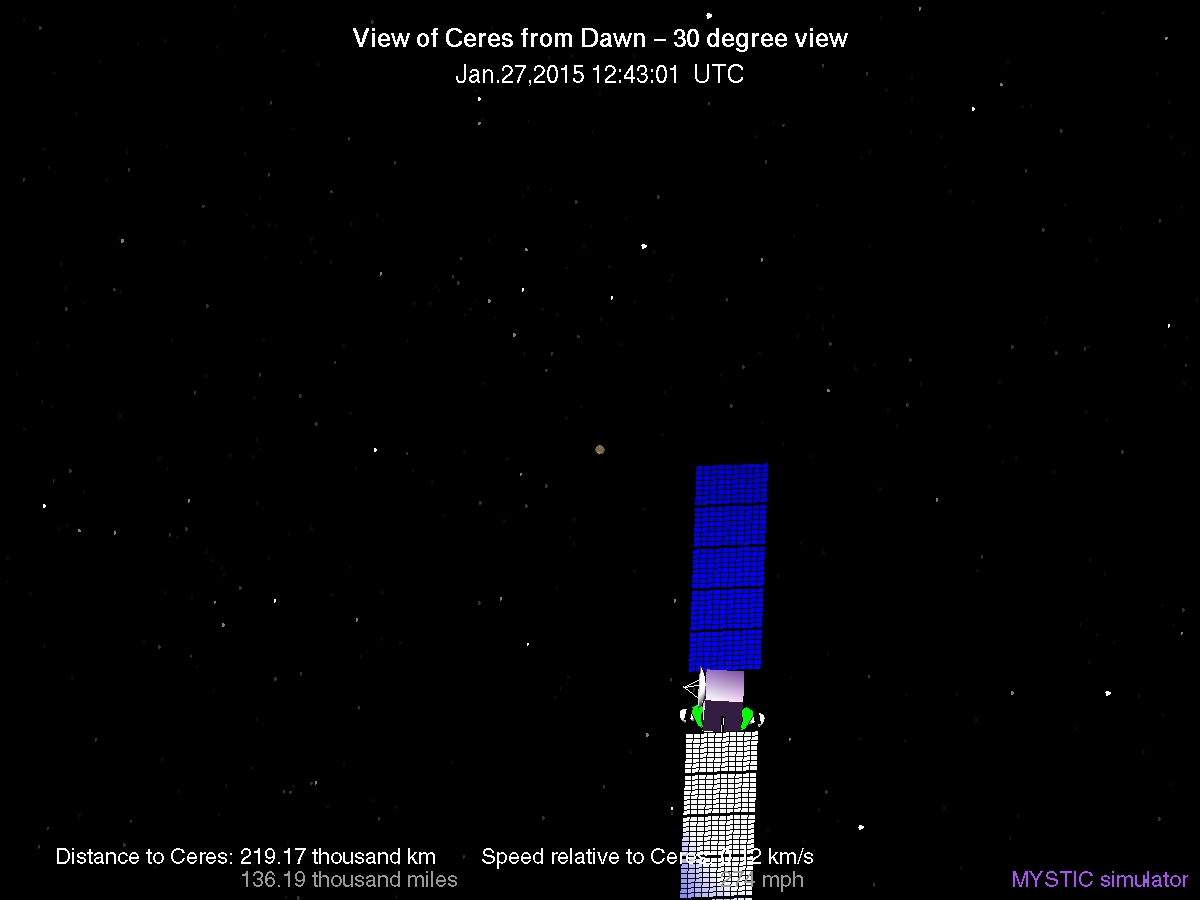 View of Ceres from Dawn – 30 degree view
Jan.27,2015 12:43:01 UTC
Distance to Ceres: 219.17 thousand km Speed relative to Ceres: km/s
136.19 thousand miles mph
MYSTIC simulator